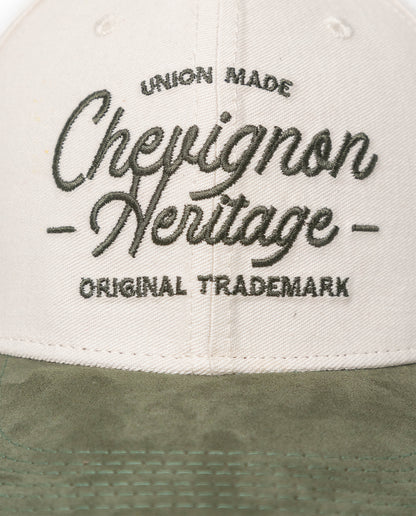 UNION MADE
Chevignon
- Heritage -
ORIGINAL TRADEMARK